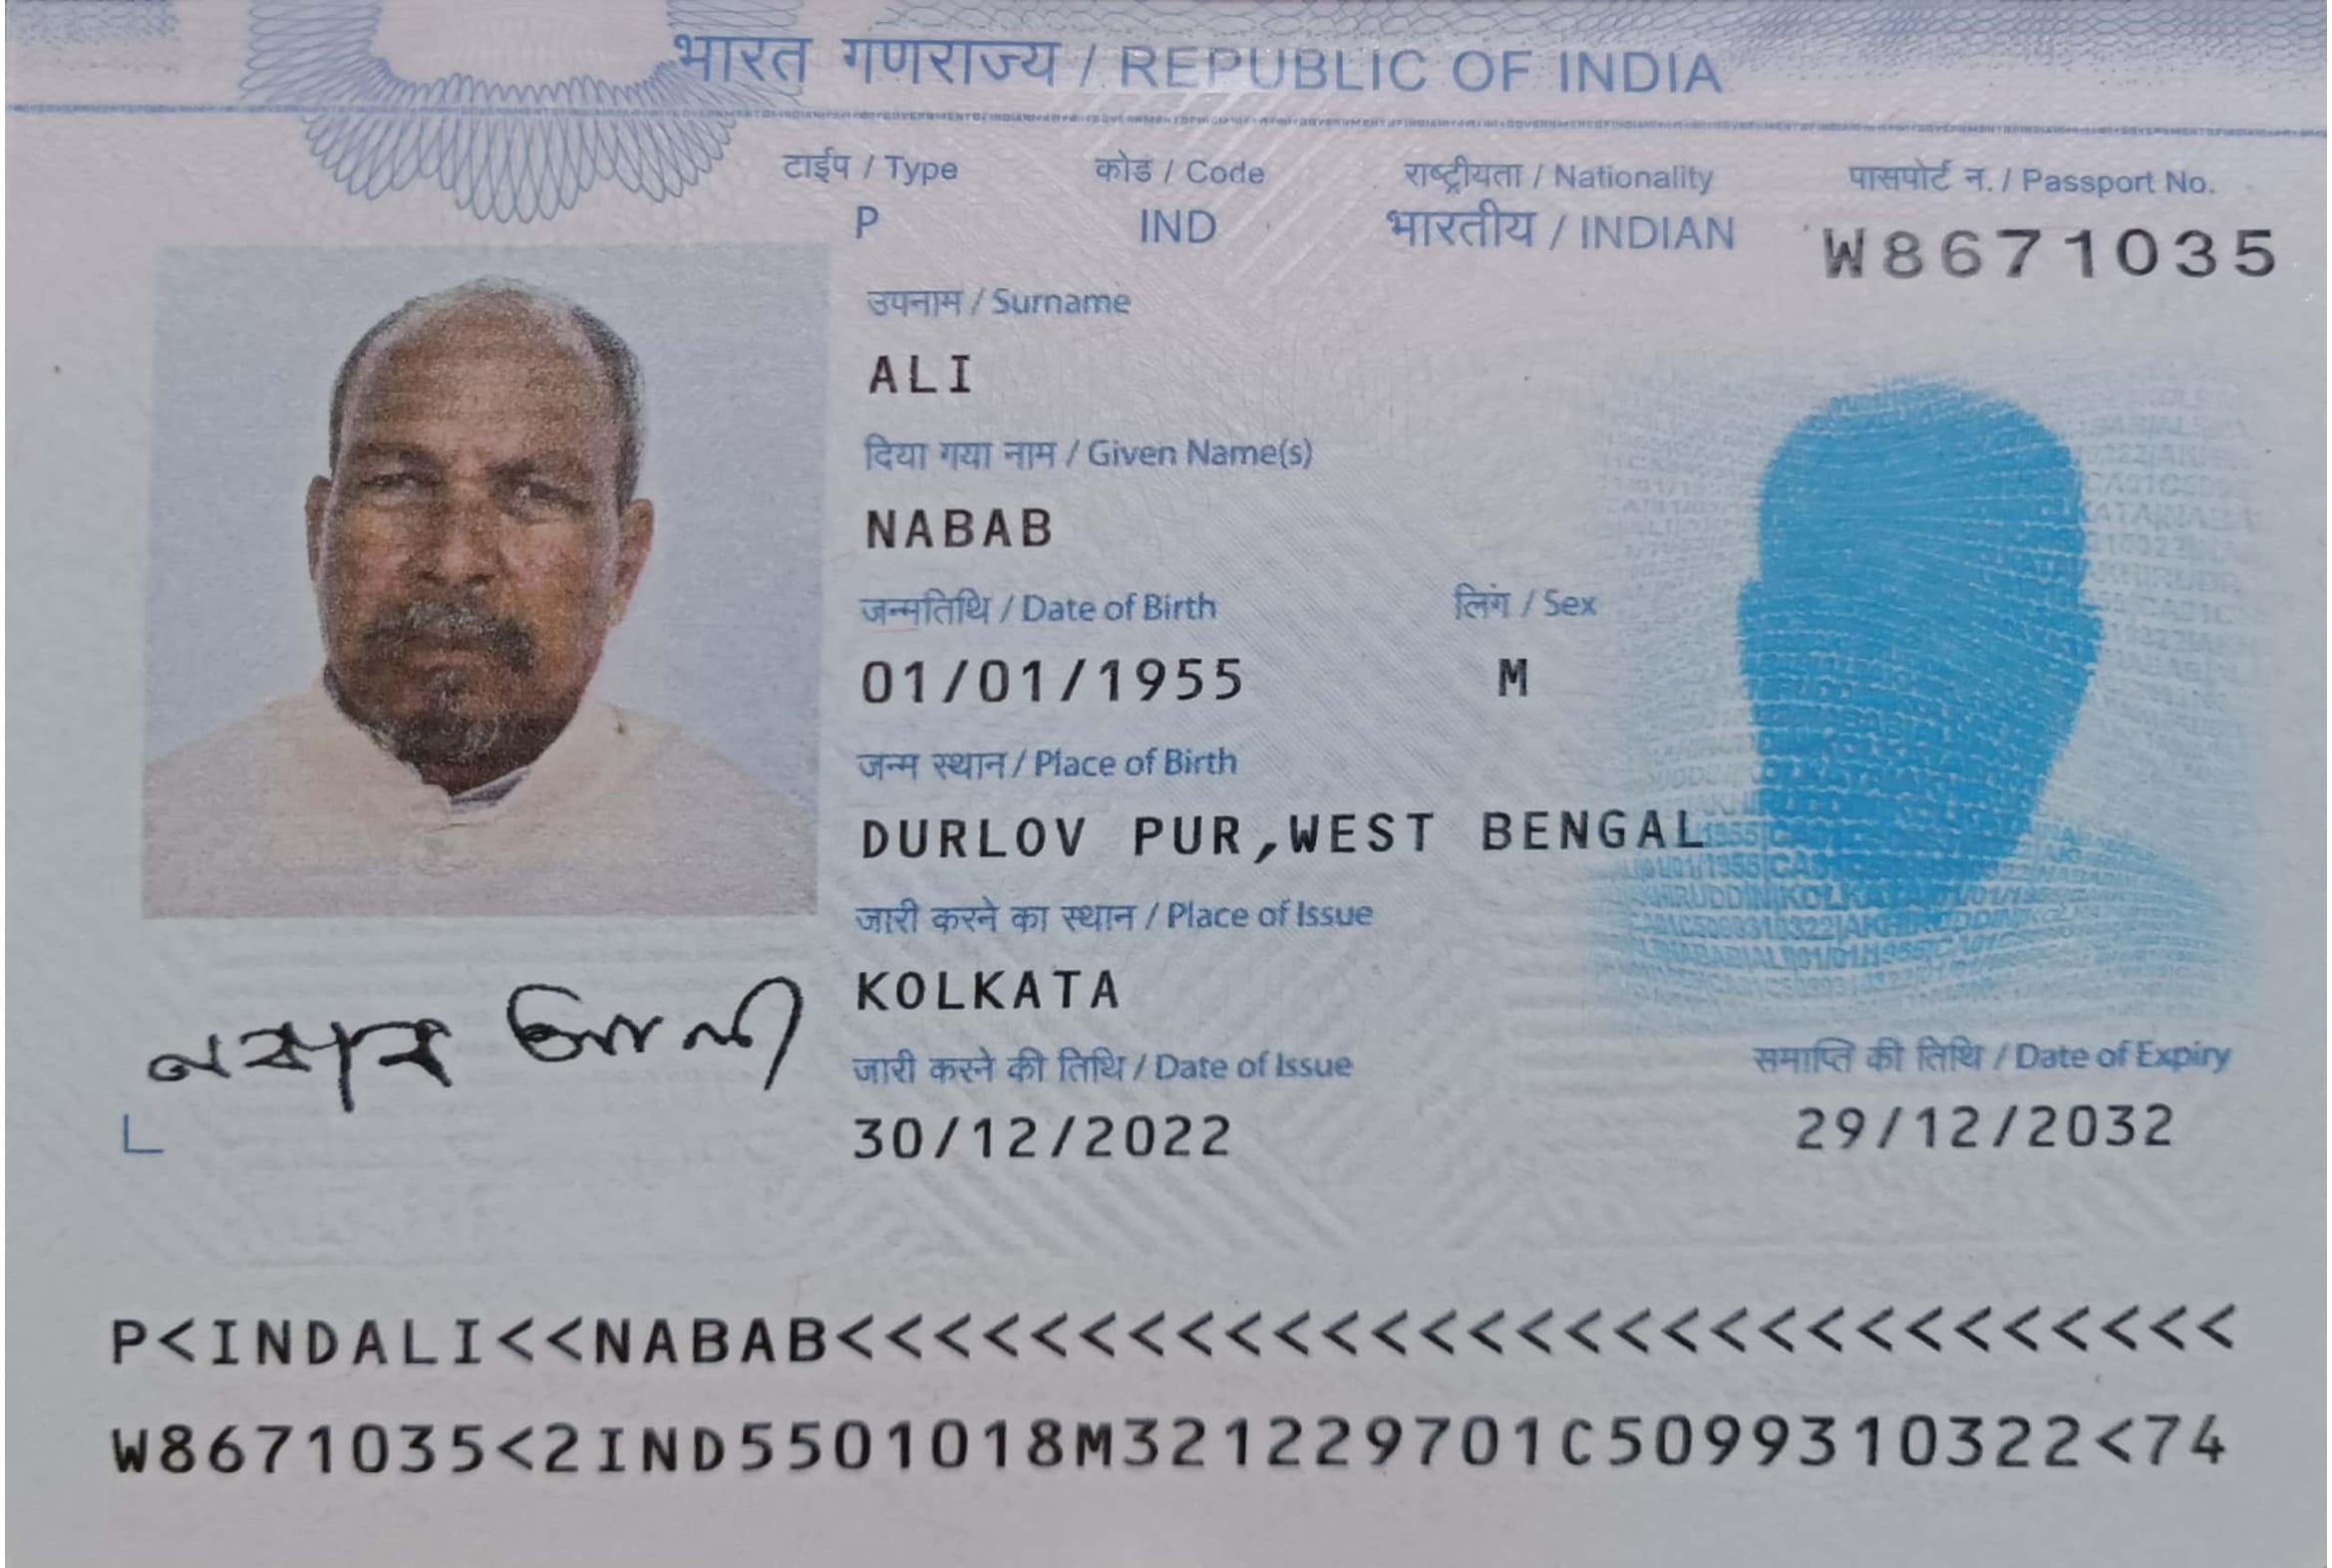 भारत गणराज्य / REPUBLIC OF INDIA
टाईप / Type कोड / Code राष्ट्रीयता / Nationality पासपोर्ट न. / Passport No.
P IND भारतीय / INDIAN W8671035
उपनाम / Surname
ALI
दिया गया नाम / Given Name(s)
NABAB
जन्मतिथि / Date of Birth लिंग / Sex
01/01/1955 M
जन्म स्थान / Place of Birth
DURLOV PUR,WEST BENGAL
जारी करने का स्थान / Place of Issue
KOLKATA
नবাব আলী
जारी करने की तिथि / Date of Issue समाप्ति की तिथि / Date of Expiry
30/12/2022 29/12/2032
L
P<INDALI<<NABAB<<<<<<<<<<<<<<<<<<<<<<<<<<<<<
W8671035<2IND5501018M321229701C5099310322<74